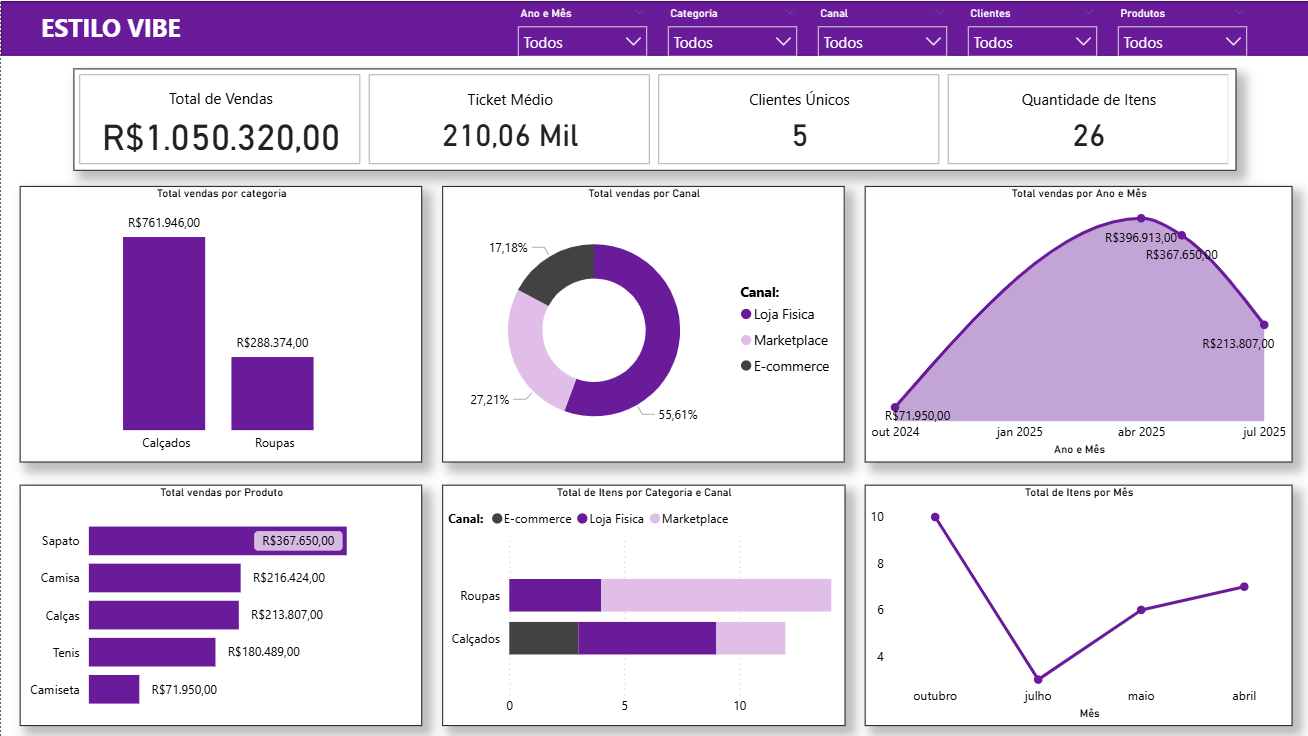 ESTILO VIBE
Ano e Mês
Todos
Categoria
Todos
Canal
Todos
Clientes
Todos
Produtos
Todos
Total de Vendas
R$1.050.320,00
Ticket Médio
210,06 Mil
Clientes Únicos
5
Quantidade de Itens
26
Total vendas por categoria
R$761.946,00
R$288.374,00
Calçados
Roupas
Total vendas por Canal
17,18%
27,21%
55,61%
Canal:
Loja Fisica
Marketplace
E-commerce
Total vendas por Ano e Mês
R$396.913,00
R$367.650,00
R$213.807,00
R$71.950,00
out 2024
jan 2025
abr 2025
jul 2025
Ano e Mês
Total vendas por Produto
Sapato
R$367.650,00
Camisa
R$216.424,00
Calças
R$213.807,00
Tenis
R$180.489,00
Camiseta
R$71.950,00
Total de Itens por Categoria e Canal
Canal:
E-commerce
Loja Fisica
Marketplace
Roupas
Calçados
0
5
10
Total de Itens por Mês
10
8
6
4
outubro
julho
maio
abril
Mês